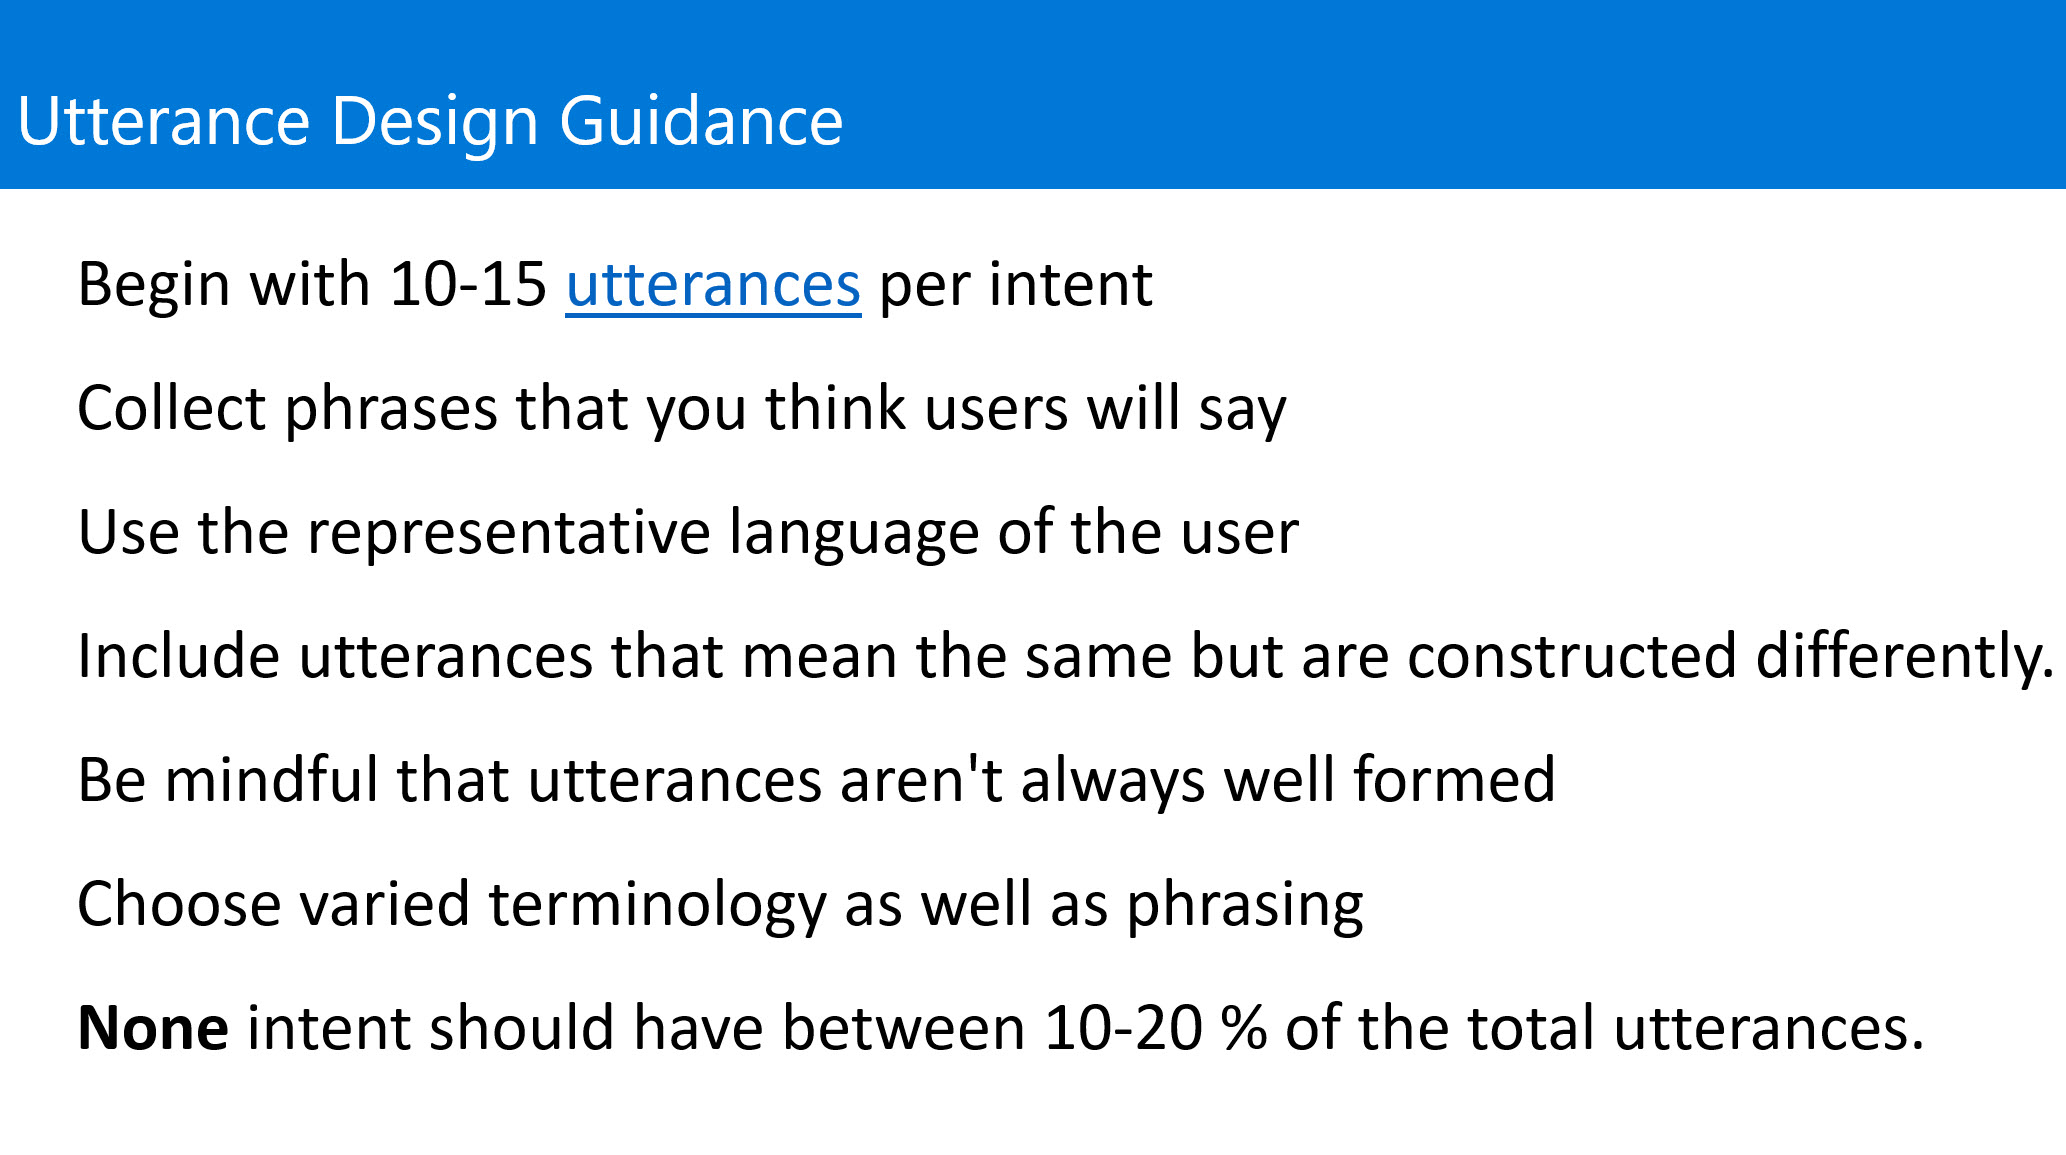 Utterance Design Guidance
Begin with 10-15 utterances per intent
Collect phrases that you think users will say
Use the representative language of the user
Include utterances that mean the same but are constructed differently.
Be mindful that utterances aren't always well formed
Choose varied terminology as well as phrasing
None intent should have between 10-20 % of the total utterances.